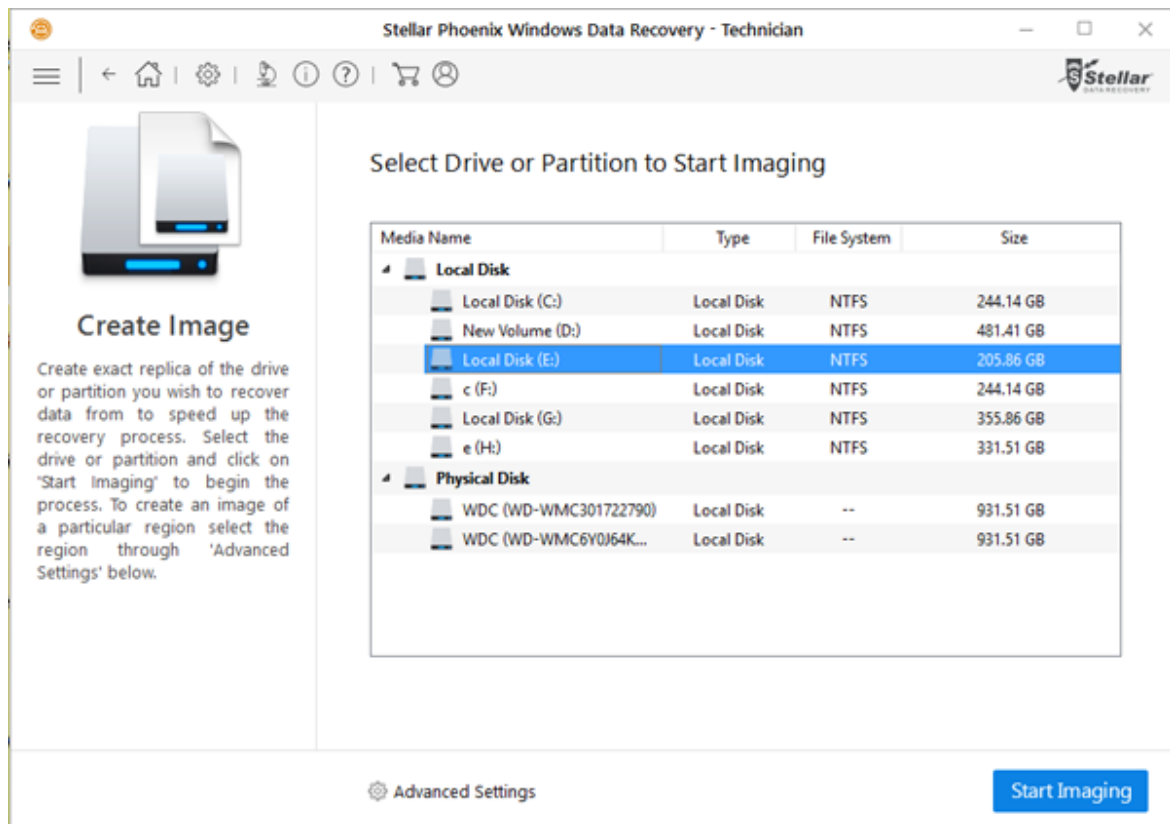 Stellar Phoenix Windows Data Recovery - Technician
Stellar
DATA RECOVERY
Create Image
Create exact replica of the drive
or partition you wish to recover
data from to speed up the
recovery process. Select the
drive or partition and click on
'Start Imaging' to begin the
process. To create an image of
a particular region select the
region through 'Advanced
Settings' below.
Select Drive or Partition to Start Imaging
Media Name Type File System Size
Local Disk
Local Disk (C:) Local Disk NTFS 244.14 GB
New Volume (D:) Local Disk NTFS 481.41 GB
Local Disk (E:) Local Disk NTFS 205.86 GB
c (F:) Local Disk NTFS 244.14 GB
Local Disk (G:) Local Disk NTFS 355.86 GB
e (H:) Local Disk NTFS 331.51 GB
Physical Disk
WDC (WD-WMC301722790) Local Disk -- 931.51 GB
WDC (WD-WMC6Y0J64K... Local Disk -- 931.51 GB
Advanced Settings
Start Imaging